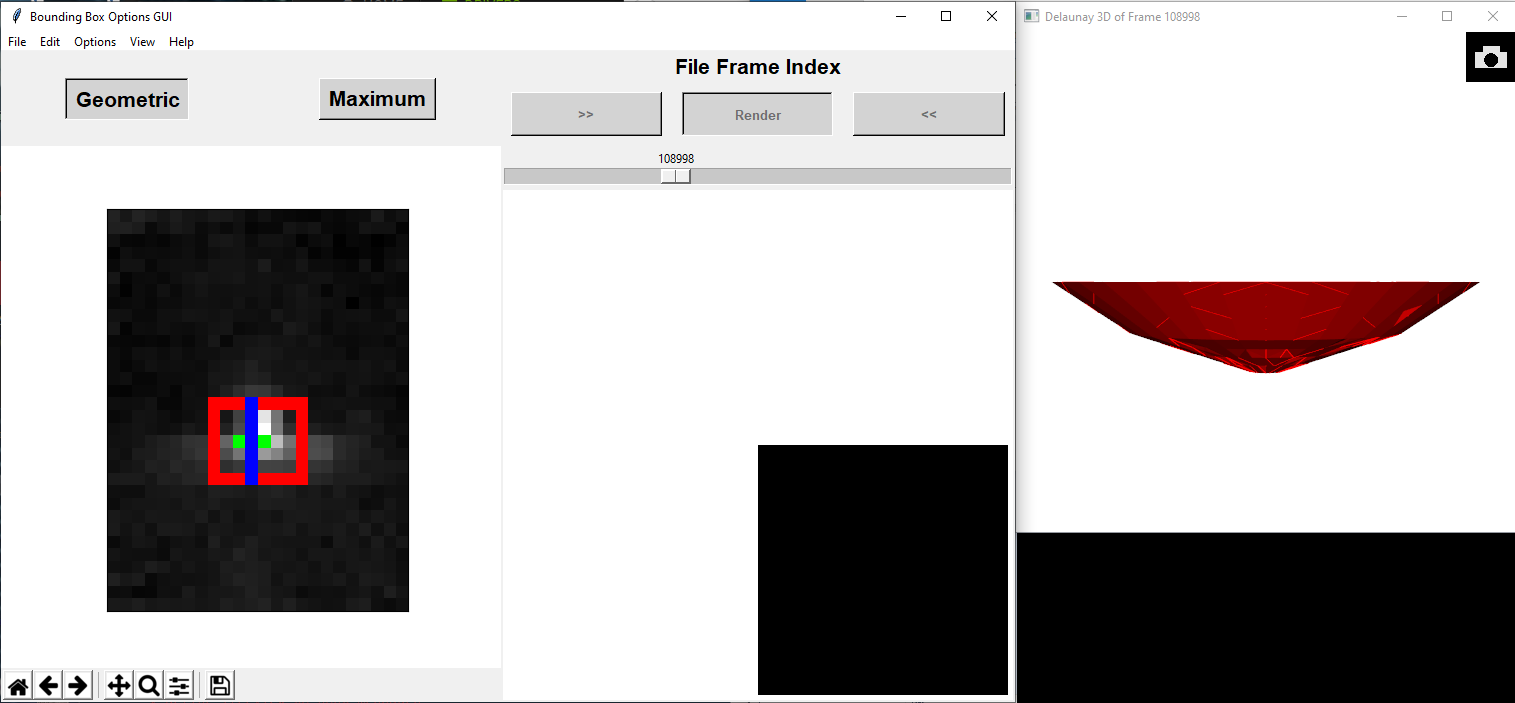 Bounding Box Options GUI
File Edit Options View Help
Geometric
Maximum
File Frame Index
>>
Render
<<
108998
Delaunay 3D of Frame 108998